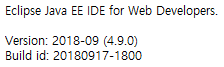 Eclipse Java EE IDE for Web Developers.
Version: 2018-09 (4.9.0)
Build id: 20180917-1800